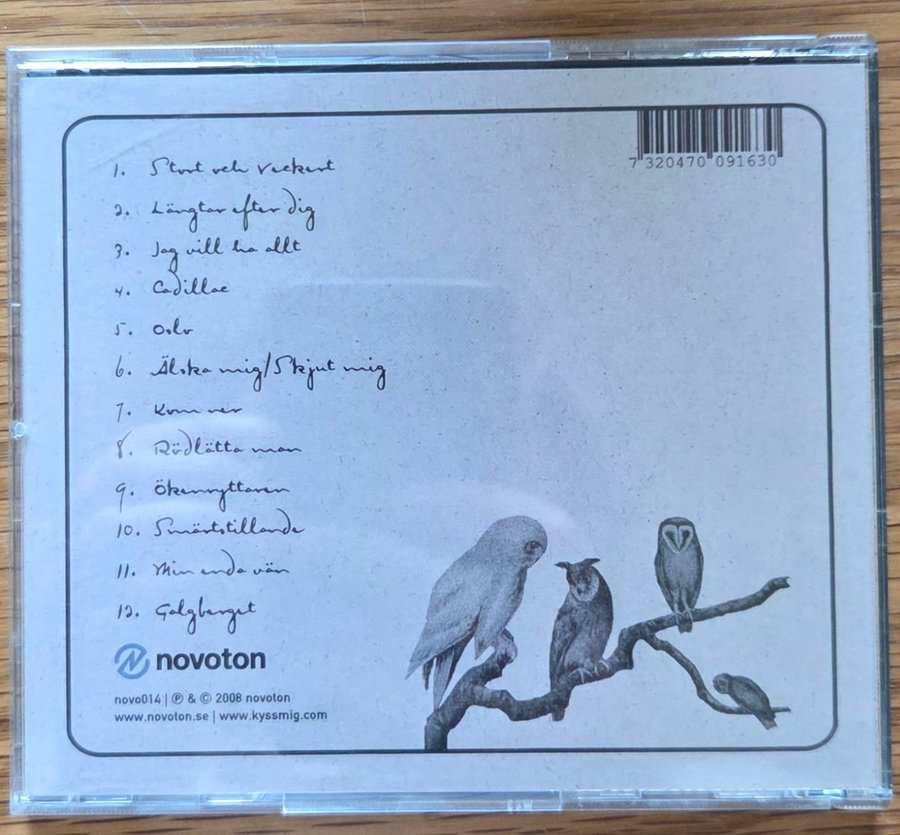 7 320470 091630
1. Stort och vackert
2. Längtar efter dig
3. Jag vill ha allt
4. Cadillac
5. Oslo
6. Älska mig/Skjut mig
7. Kom ner
8. Rödlätta man
9. Ökenryttaren
10. Smärtstillande
11. Min enda vän
12. Galgberget
novoton
novo014 | ℗ & © 2008 novoton
www.novoton.se | www.kyssmig.com